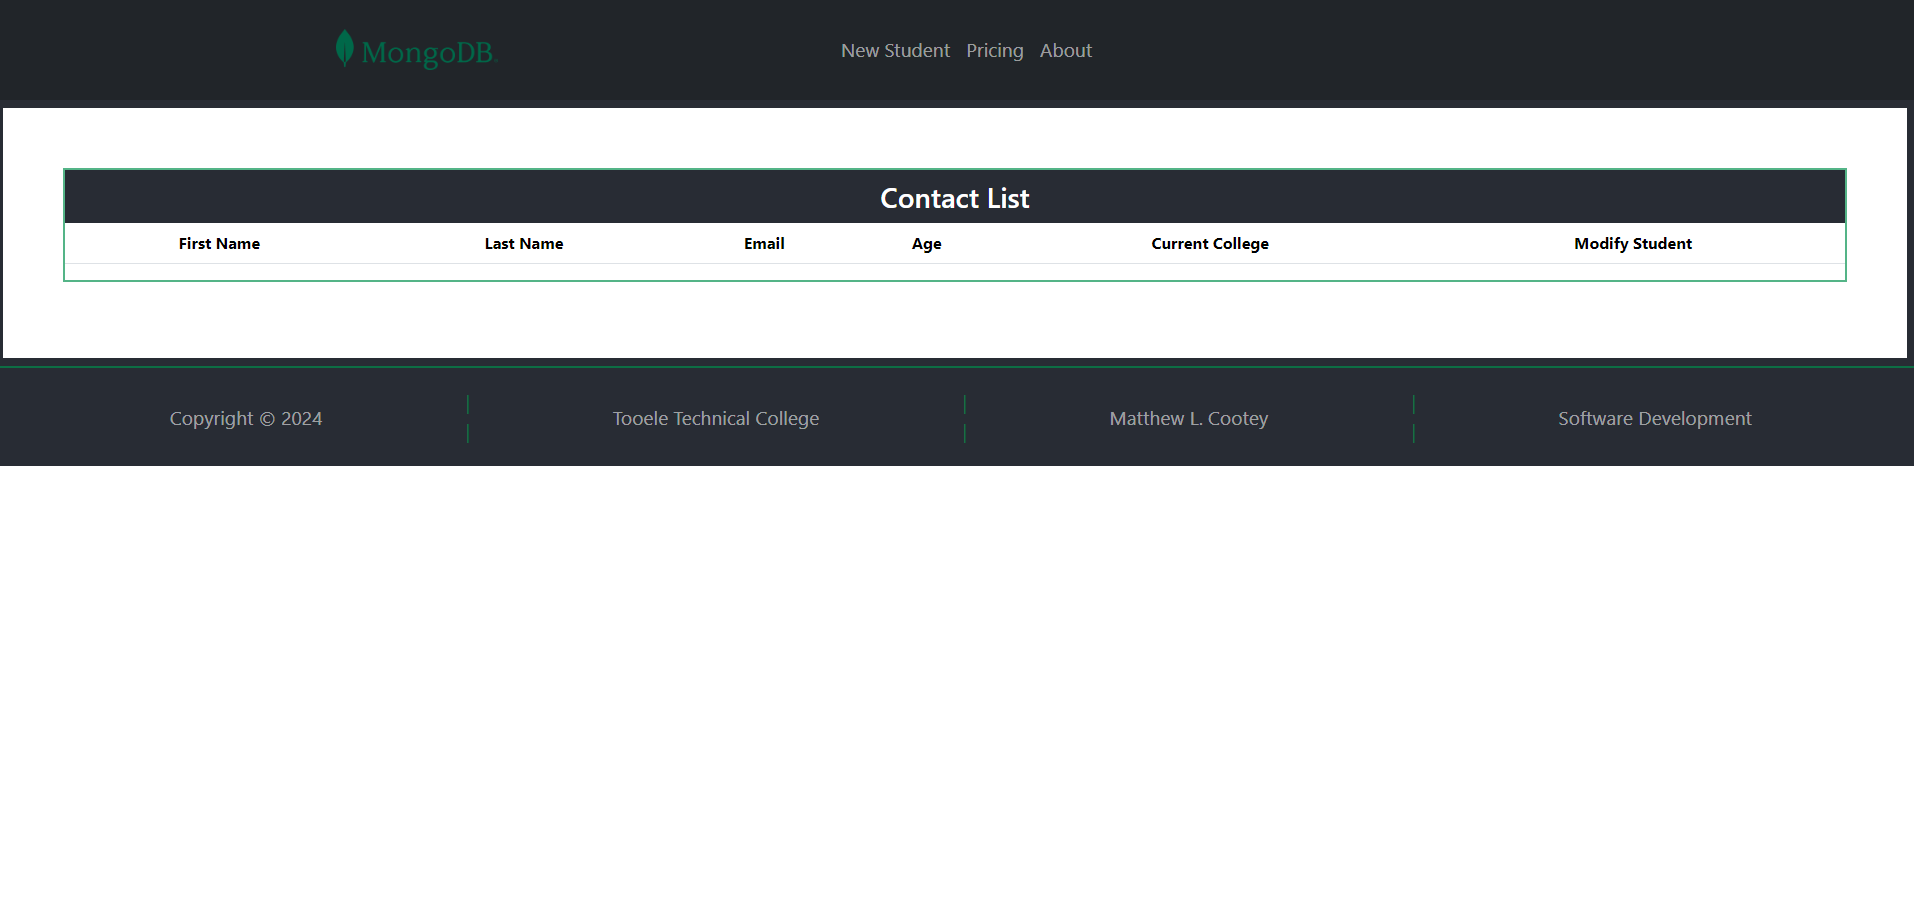 MongoDB.
New Student Pricing About
Contact List
First Name Last Name Email Age Current College Modify Student
Copyright © 2024 | Tooele Technical College | Matthew L. Cootey | Software Development